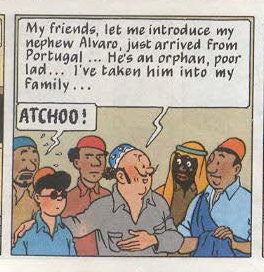 My friends, let me introduce my
nephew Alvaro, just arrived from
Portugal ... He's an orphan, poor
lad... I've taken him into my
family...
ATCHOO!